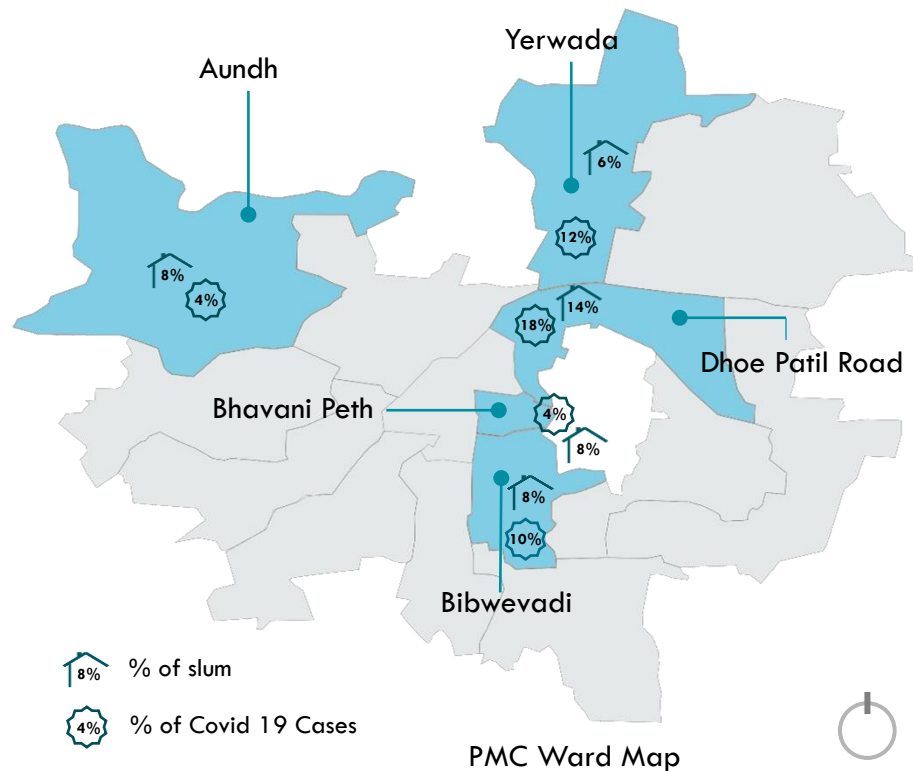 Yerwada
Aundh
6%
12%
8%
4%
14%
18%
Dhoe Patil Road
Bhavani Peth
4%
8%
8%
10%
Bibwevadi
8% % of slum
4% % of Covid 19 Cases
PMC Ward Map